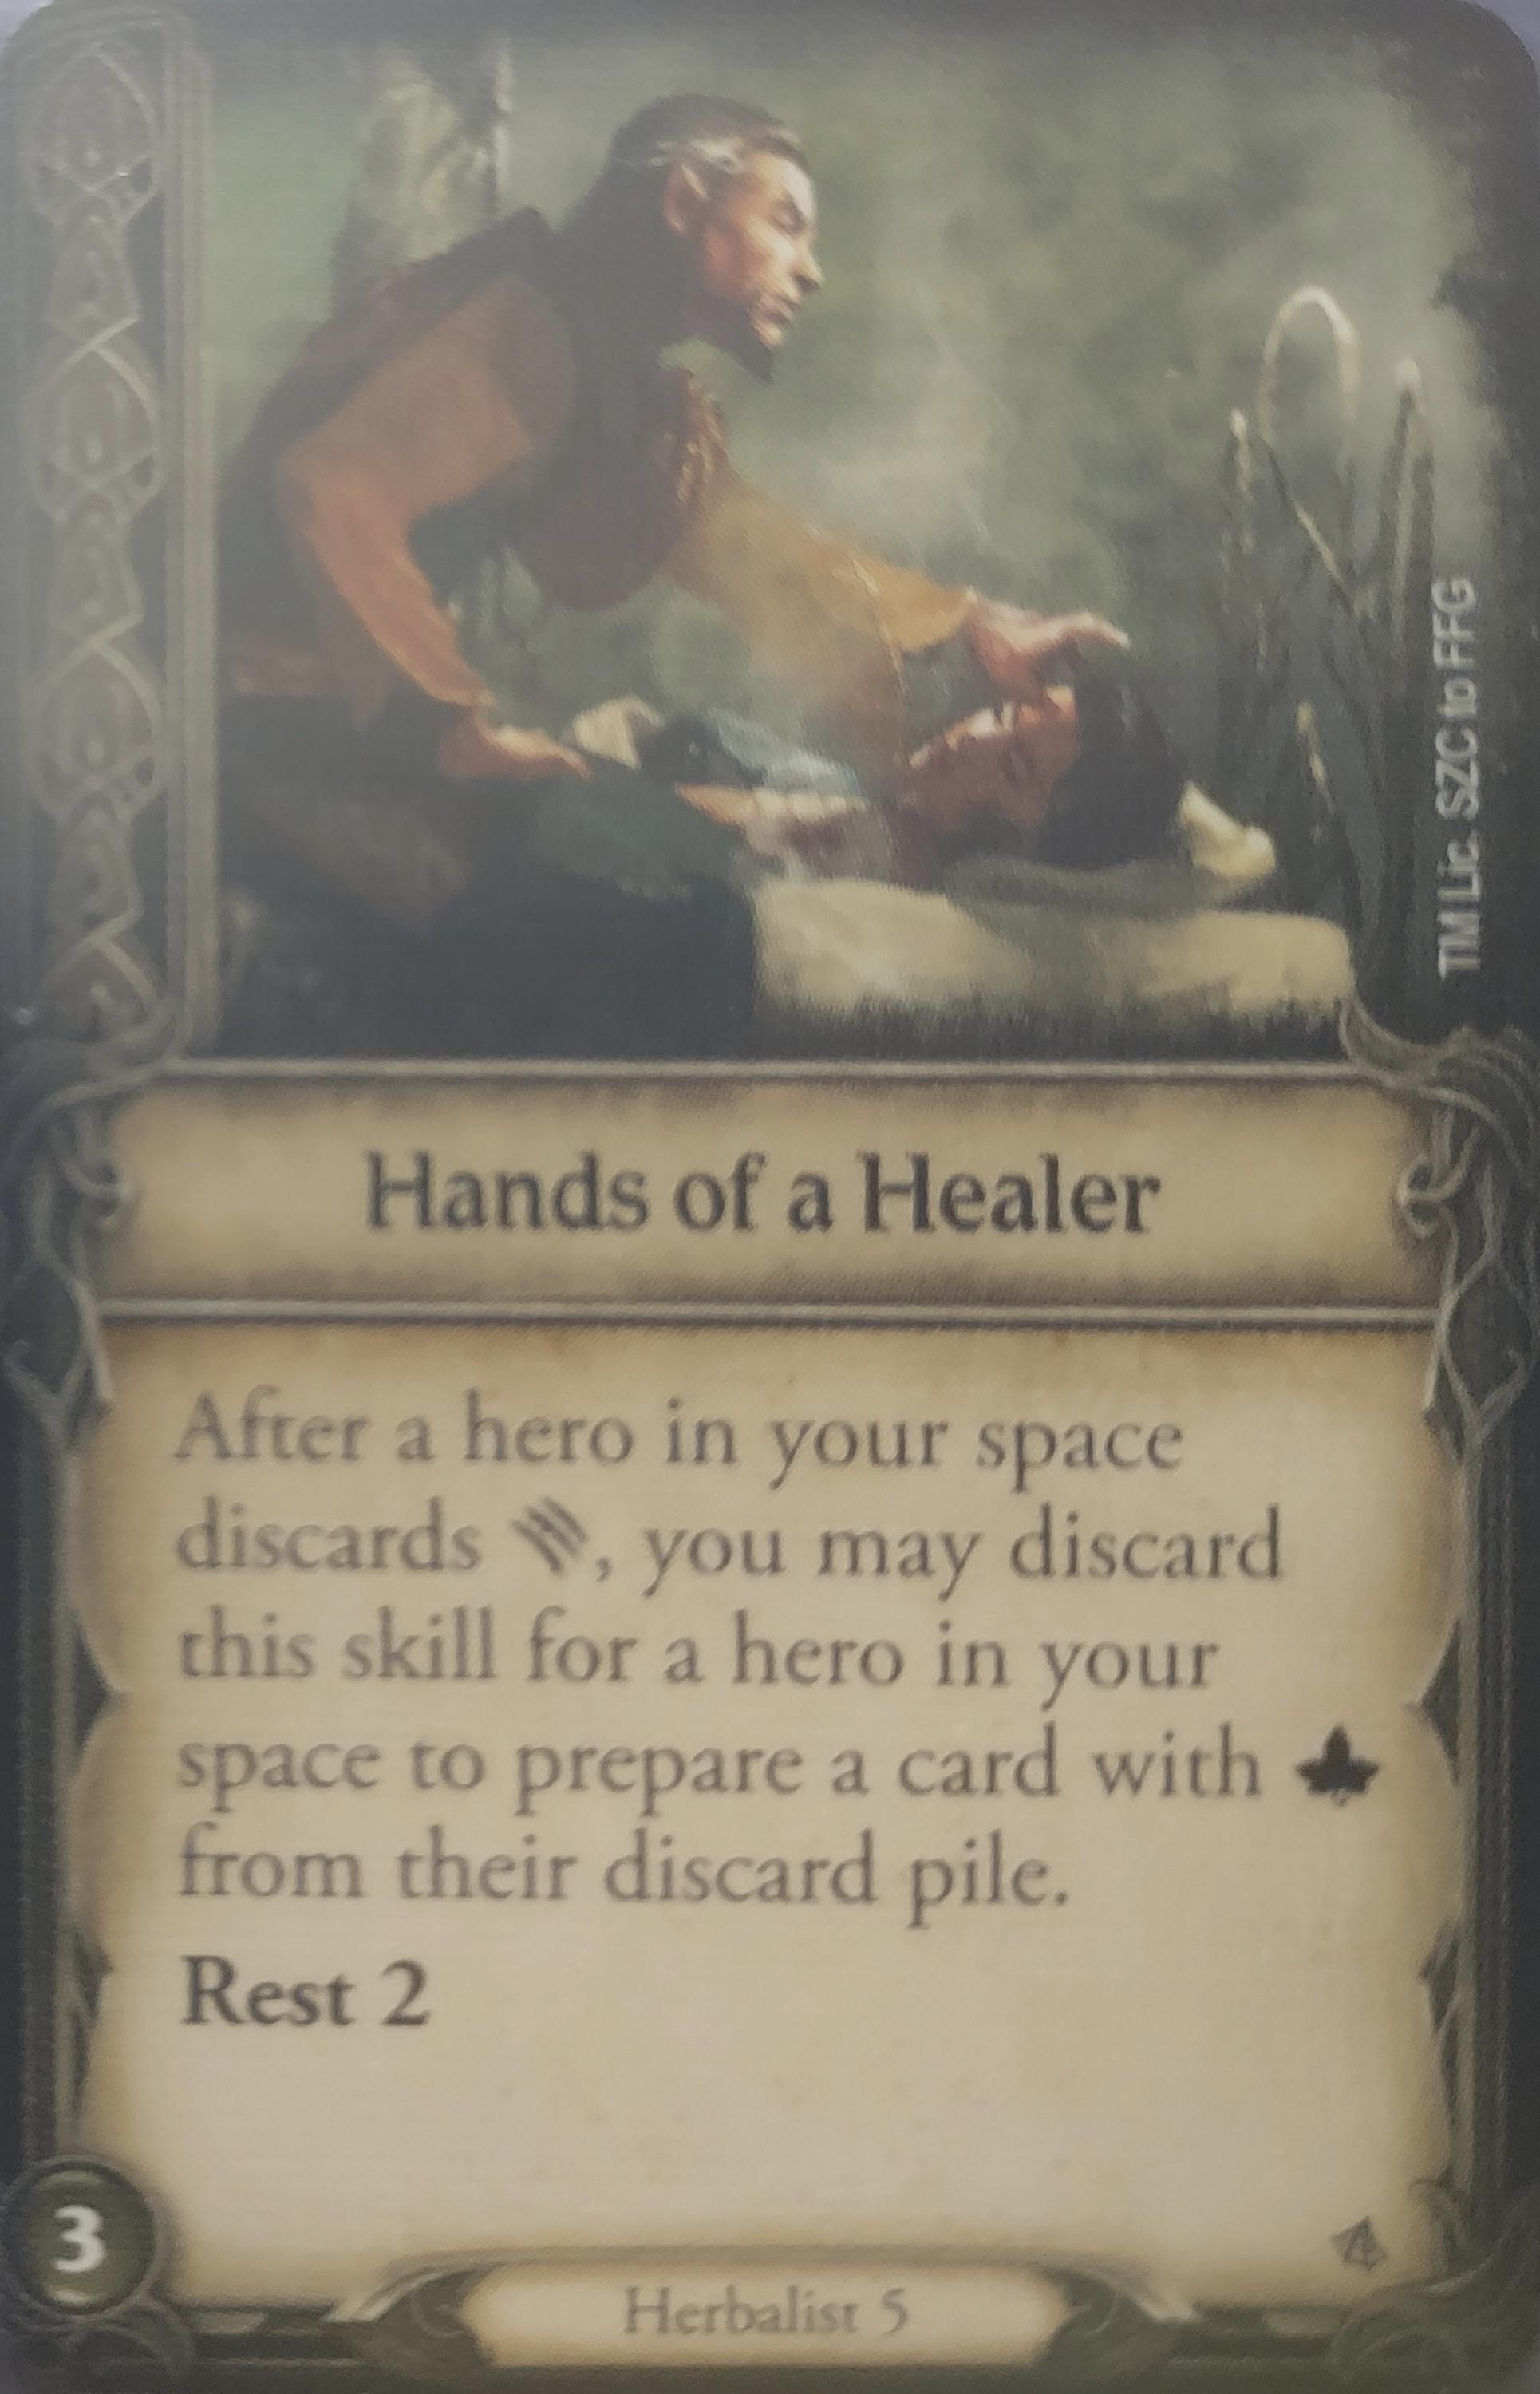 TM Lic. SZC to FFG
Hands of a Healer
After a hero in your space
discards , you may discard
this skill for a hero in your
space to prepare a card with
from their discard pile.
Rest 2
3
Herbalist 5